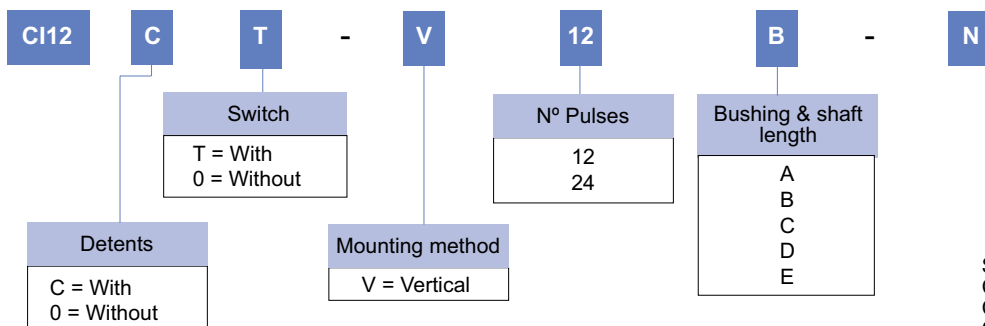 CI12 C T - V 12 B - N
Switch
T = With
0 = Without
Nº Pulses
12
24
Bushing & shaft
length
A
B
C
D
E
Detents
C = With
0 = Without
Mounting method
V = Vertical